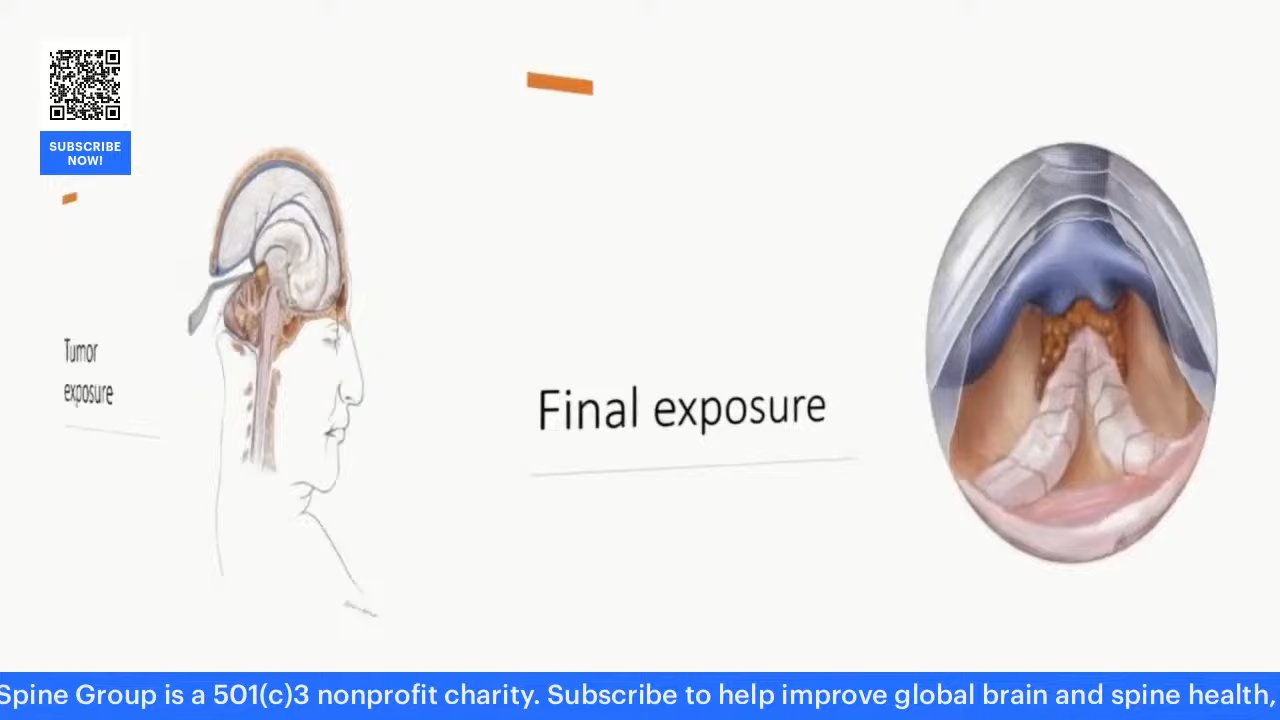 SUBSCRIBE
NOW!
Tumor
exposure
Final exposure
Spine Group is a 501(c)3 nonprofit charity. Subscribe to help improve global brain and spine health,